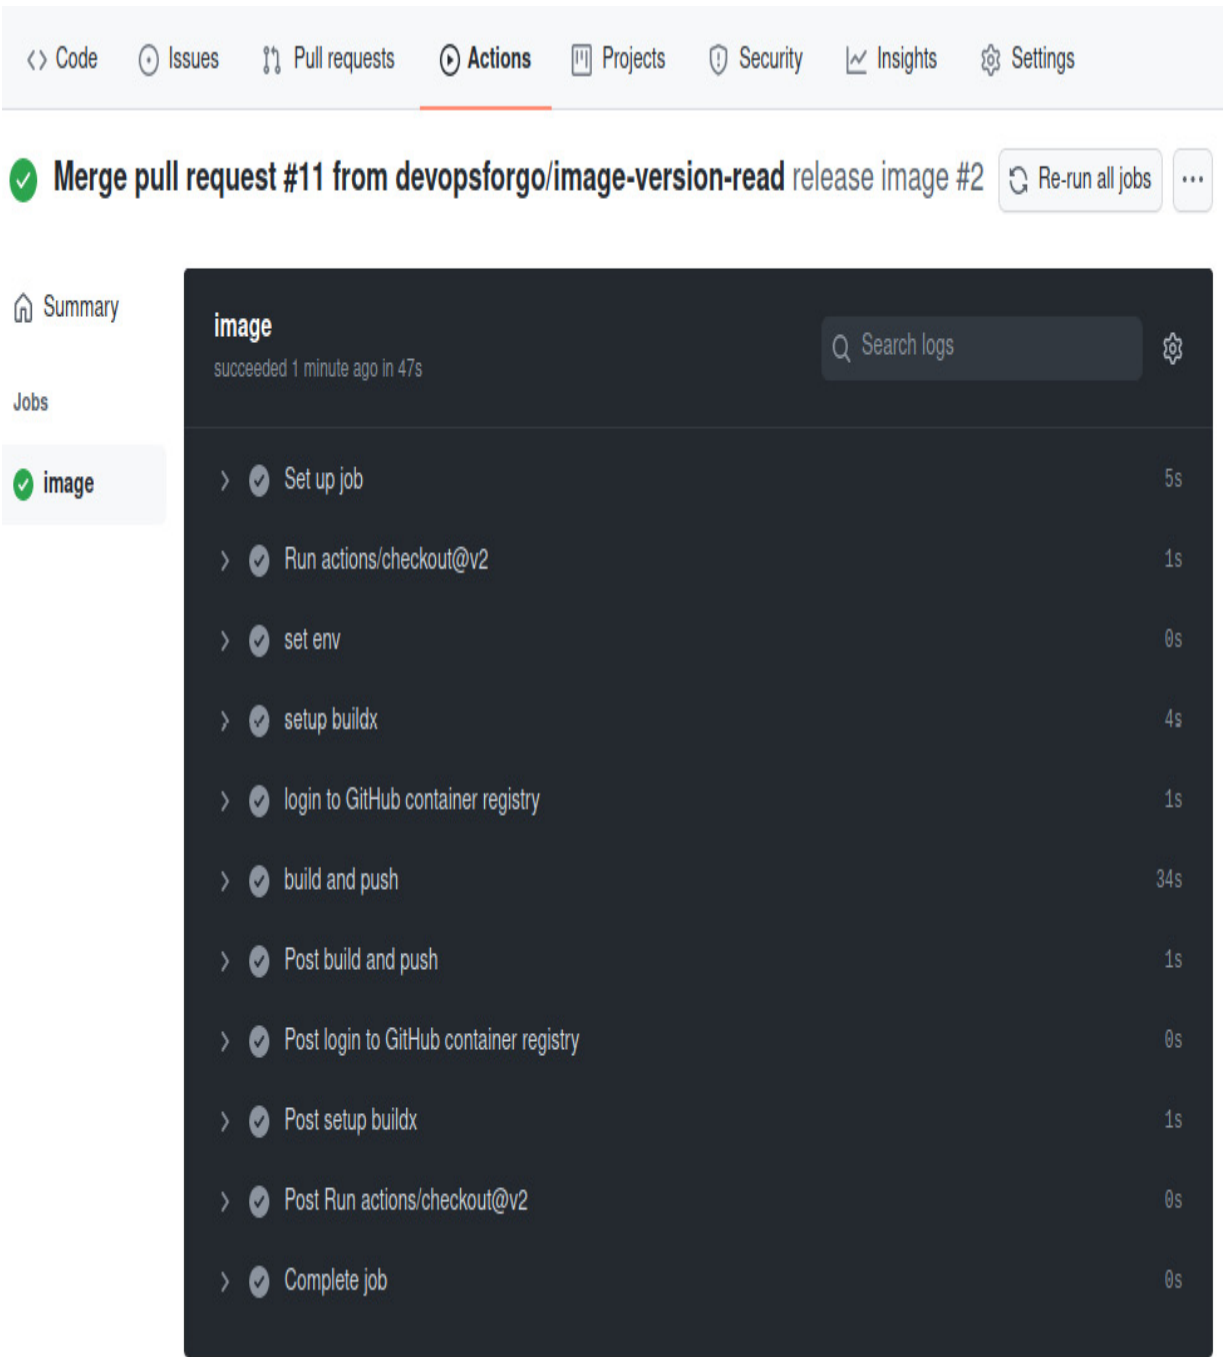 Code Issues Pull requests Actions Projects Security Insights Settings
Merge pull request #11 from devopsforgo/image-version-read release image #2 Re-run all jobs ...
Summary
Jobs
image
image
succeeded 1 minute ago in 47s
Search logs
Set up job 5s
Run actions/checkout@v2 1s
set env 0s
setup buildx 4s
login to GitHub container registry 1s
build and push 34s
Post build and push 1s
Post login to GitHub container registry 0s
Post setup buildx 1s
Post Run actions/checkout@v2 0s
Complete job 0s